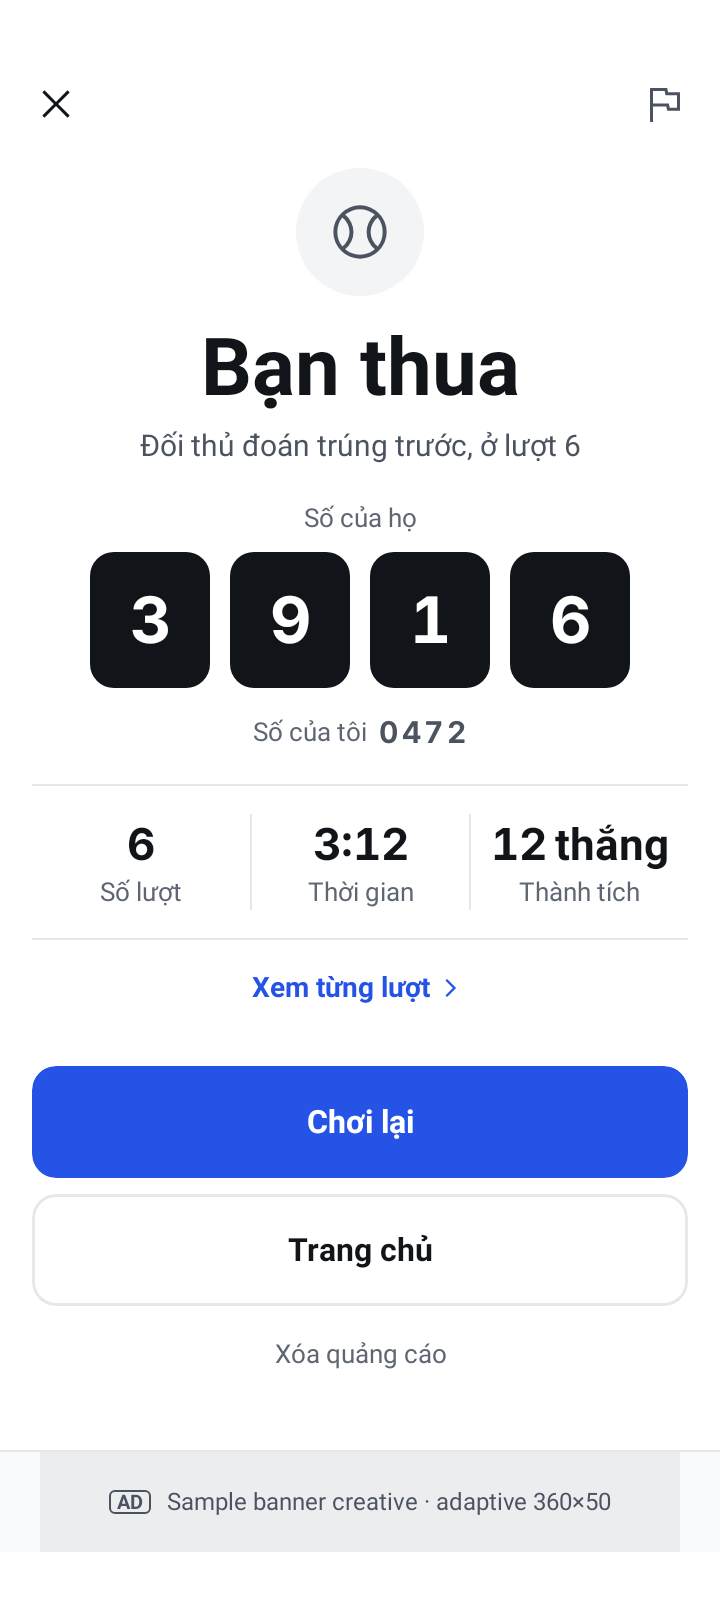 Bạn thua
Đối thủ đoán trúng trước, ở lượt 6
Số của họ
3 9 1 6
Số của tôi 0472
6 3:12 12 thắng
Số lượt Thời gian Thành tích
Xem từng lượt
Chơi lại
Trang chủ
Xóa quảng cáo
AD Sample banner creative · adaptive 360×50